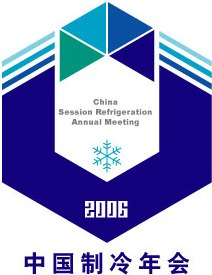 China
Session Refrigeration
Annual Meeting
2006
中国制冷年会